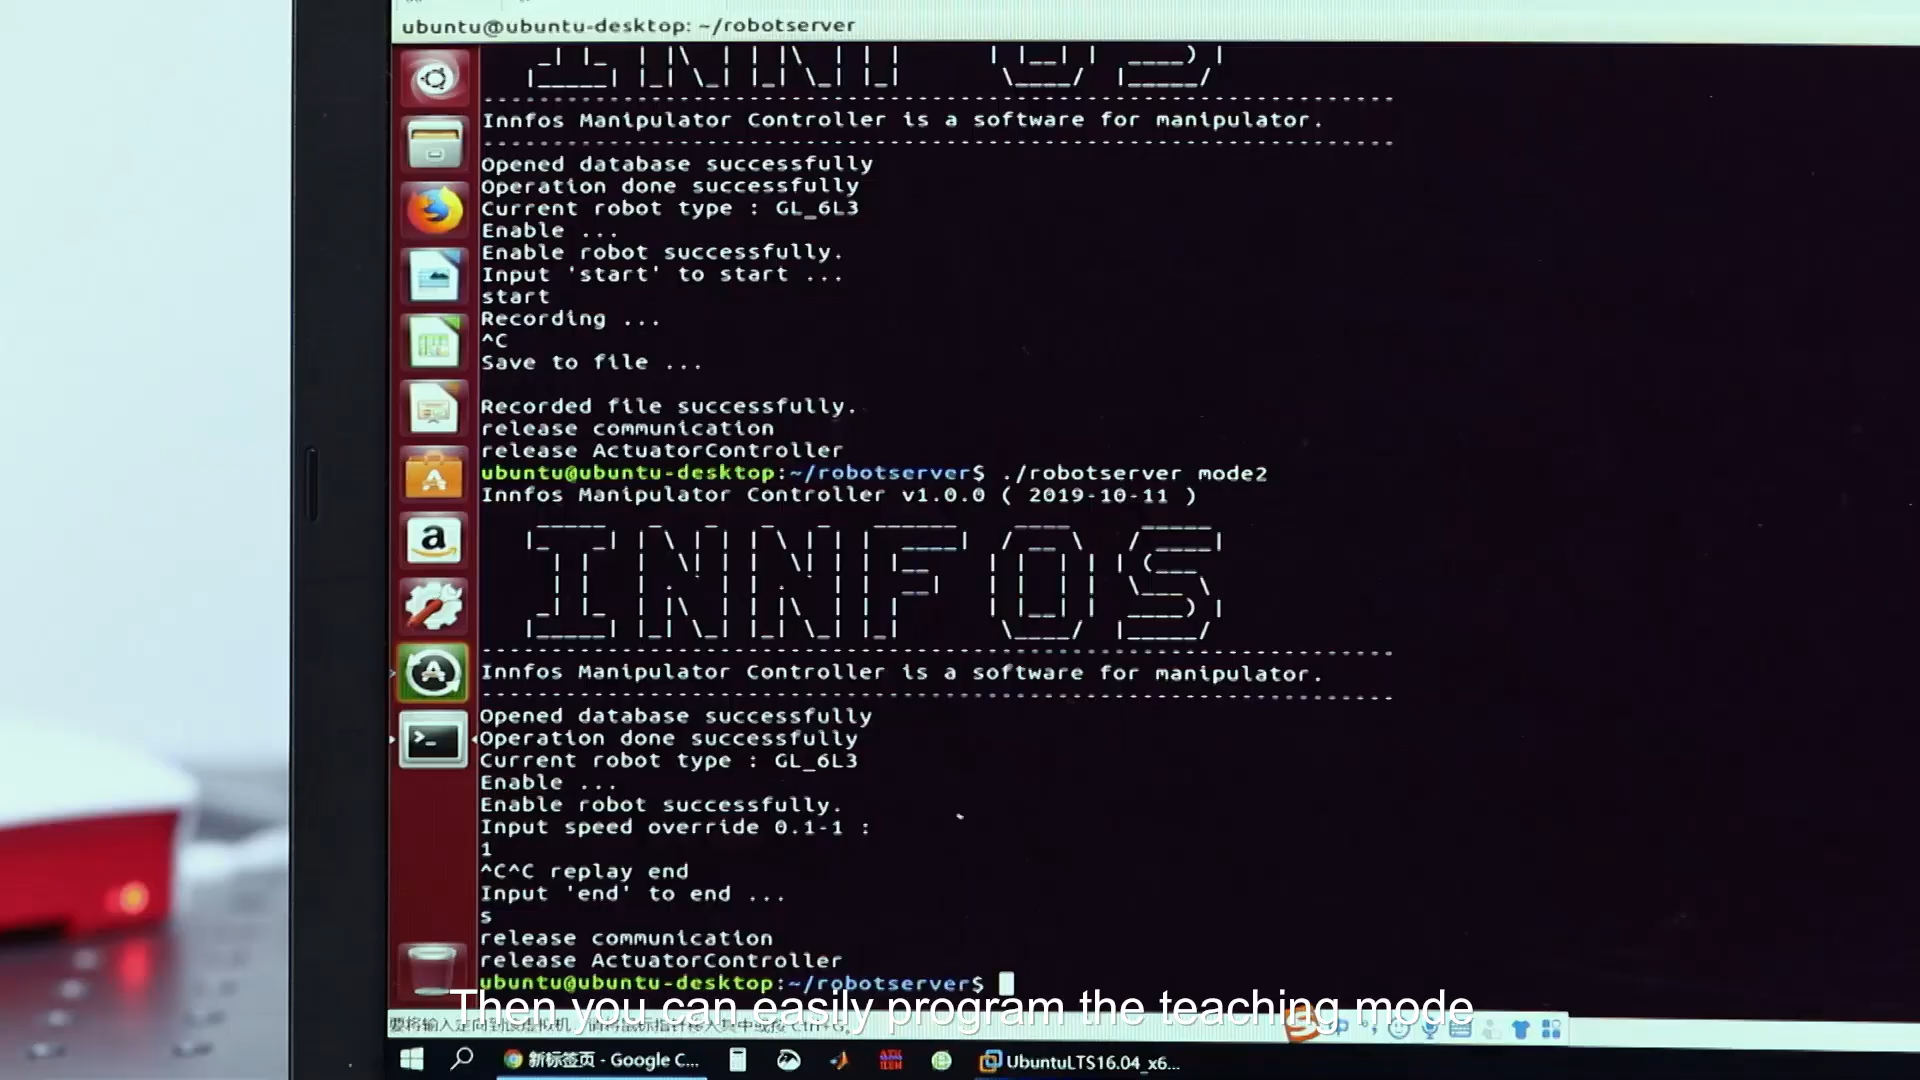 ubuntu@ubuntu-desktop: ~/robotserver
INNFOS
Innfos Manipulator Controller is a software for manipulator.
Opened database successfully
Operation done successfully
Current robot type : GL_6L3
Enable ...
Enable robot successfully.
Input 'start' to start ...
start
Recording ...
^C
Save to file ...
Recorded file successfully.
release communication
release ActuatorController
ubuntu@ubuntu-desktop:~/robotserver$ ./robotserver mode2
Innfos Manipulator Controller v1.0.0 ( 2019-10-11 )
INNFOS
Innfos Manipulator Controller is a software for manipulator.
Opened database successfully
Operation done successfully
Current robot type : GL_6L3
Enable ...
Enable robot successfully.
Input speed override 0.1-1 :
1
^C^C replay end
Input 'end' to end ...
s
release communication
release ActuatorController
ubuntu@ubuntu-desktop:~/robotserver$
Then you can easily program the teaching mode
新标签页 - Google C...
UbuntuLTS16.04_x6...